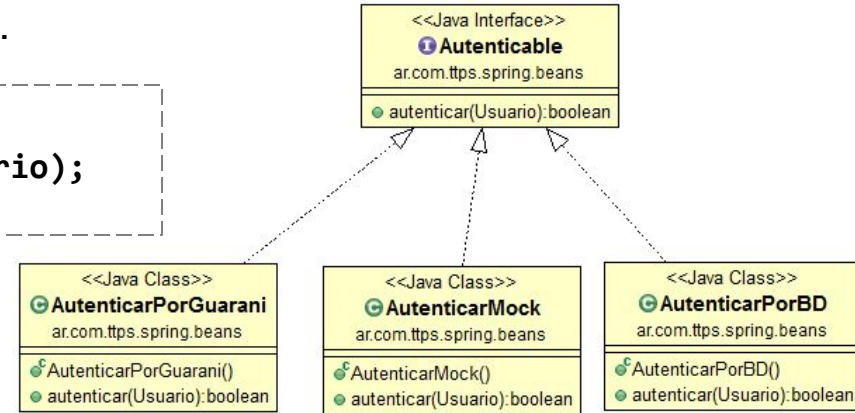 .
rio);
<<Java Interface>>
Autenticable
ar.com.ttps.spring.beans
autenticar(Usuario):boolean
<<Java Class>>
AutenticarPorGuarani
ar.com.ttps.spring.beans
AutenticarPorGuarani()
autenticar(Usuario):boolean
<<Java Class>>
AutenticarMock
ar.com.ttps.spring.beans
AutenticarMock()
autenticar(Usuario):boolean
<<Java Class>>
AutenticarPorBD
ar.com.ttps.spring.beans
AutenticarPorBD()
autenticar(Usuario):boolean